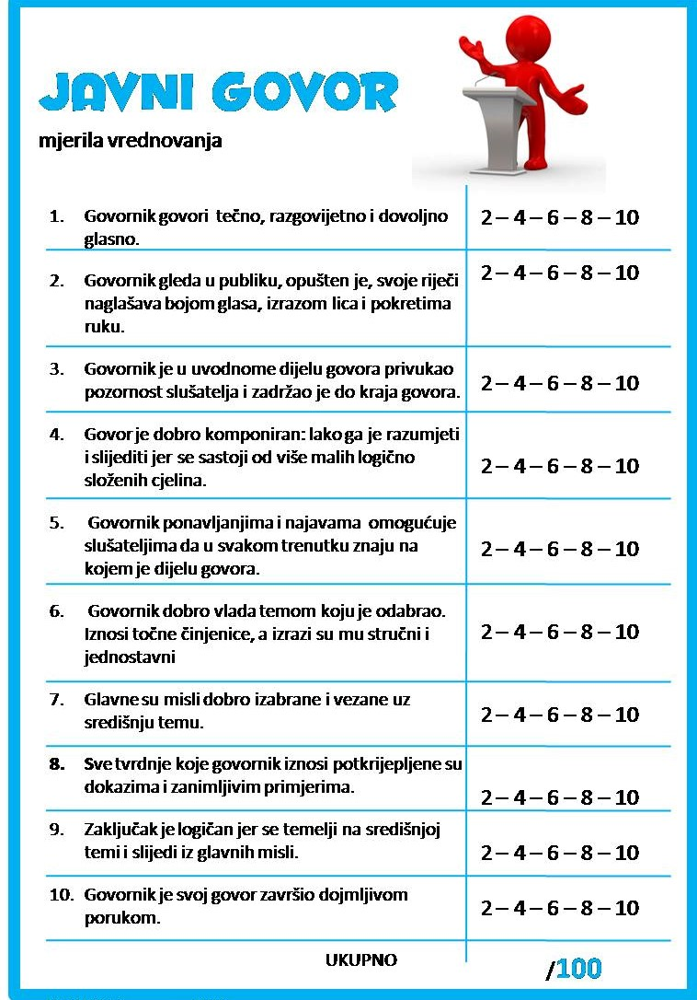 JAVNI GOVOR
mjerila vrednovanja
1. Govornik govori tečno, razgovijetno i dovoljno
glasno.
2 – 4 – 6 – 8 – 10
2. Govornik gleda u publiku, opušten je, svoje riječi
naglašava bojom glasa, izrazom lica i pokretima
ruku.
2 – 4 – 6 – 8 – 10
3. Govornik je u uvodnome dijelu govora privukao
pozornost slušatelja i zadržao je do kraja govora.
2 – 4 – 6 – 8 – 10
4. Govor je dobro komponiran: lako ga je razumjeti
i slijediti jer se sastoji od više malih logično
složenih cjelina.
2 – 4 – 6 – 8 – 10
5. Govornik ponavljanjima i najavama omogućuje
slušateljima da u svakom trenutku znaju na
kojem je dijelu govora.
2 – 4 – 6 – 8 – 10
6. Govornik dobro vlada temom koju je odabrao.
Iznosi točne činjenice, a izrazi su mu stručni i
jednostavni
2 – 4 – 6 – 8 – 10
7. Glavne su misli dobro izabrane i vezane uz
središnju temu.
2 – 4 – 6 – 8 – 10
8. Sve tvrdnje koje govornik iznosi potkrijepljene su
dokazima i zanimljivim primjerima.
2 – 4 – 6 – 8 – 10
9. Zaključak je logičan jer se temelji na središnjoj
temi i slijedi iz glavnih misli.
2 – 4 – 6 – 8 – 10
10. Govornik je svoj govor završio dojmljivom
porukom.
2 – 4 – 6 – 8 – 10
UKUPNO
/100